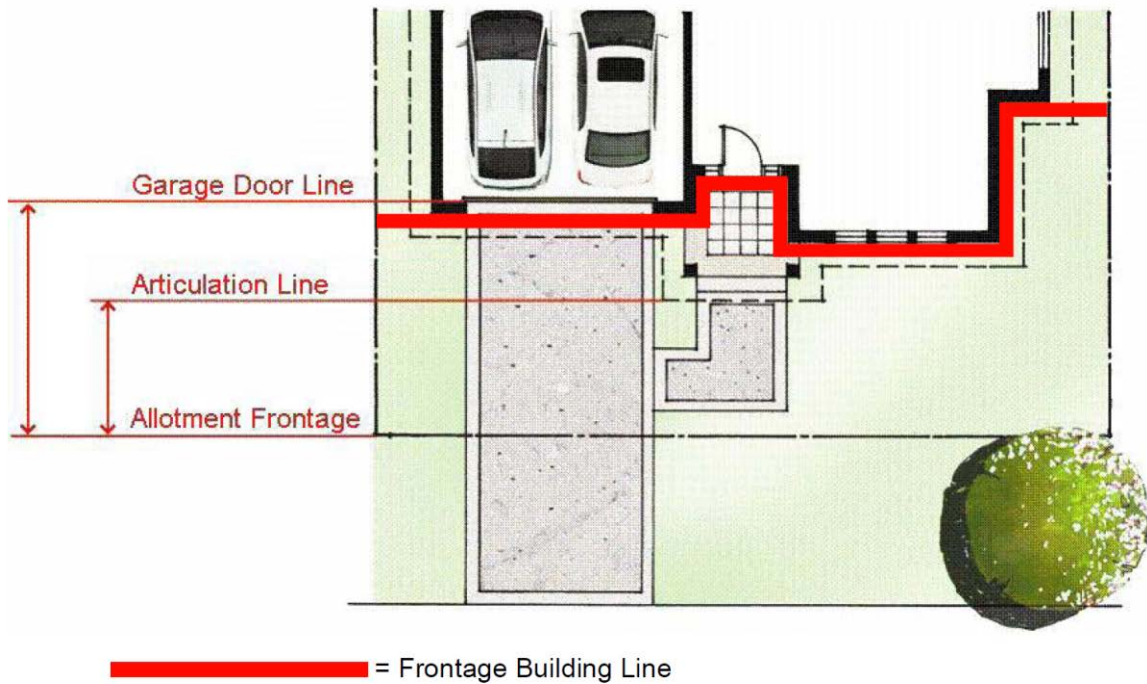 Garage Door Line
Articulation Line
Allotment Frontage
= Frontage Building Line